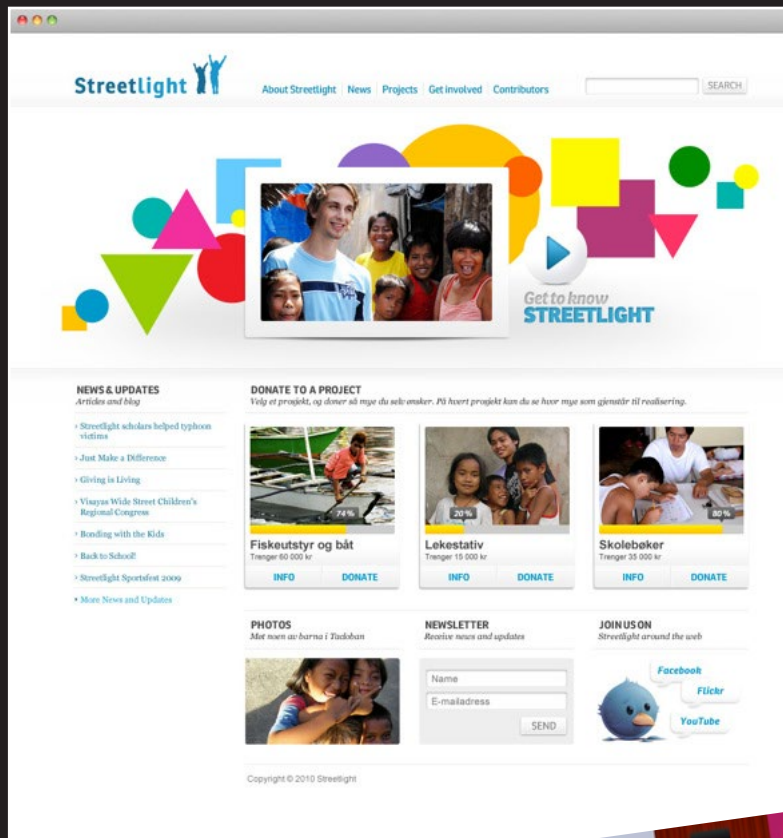 Streetlight
About Streetlight News Projects Get involved Contributors
SEARCH
Get to know
STREETLIGHT
NEWS & UPDATES
Articles and blog
Streetlight scholars helped typhoon
victims
Just Make a Difference
Giving is Living
Visayas Wide Street Children's
Regional Congress
Bonding with the Kids
Back to School!
Streetlight Sportsfest 2009
More News and Updates
DONATE TO A PROJECT
Velg et prosjekt, og doner så mye du selv ønsker. På hvert prosjekt kan du se hvor mye som gjenstår til realisering.
74%
Fiskeutstyr og båt
Trenger 60 000 kr
INFO DONATE
20%
Lekestativ
Trenger 15 000 kr
INFO DONATE
80%
Skolebøker
Trenger 35 000 kr
INFO DONATE
PHOTOS
Møt noen av barna i Tacloban
NEWSLETTER
Receive news and updates
Name
E-mailadress
SEND
JOIN US ON
Streetlight around the web
Facebook
Flickr
YouTube
Copyright © 2010 Streetlight